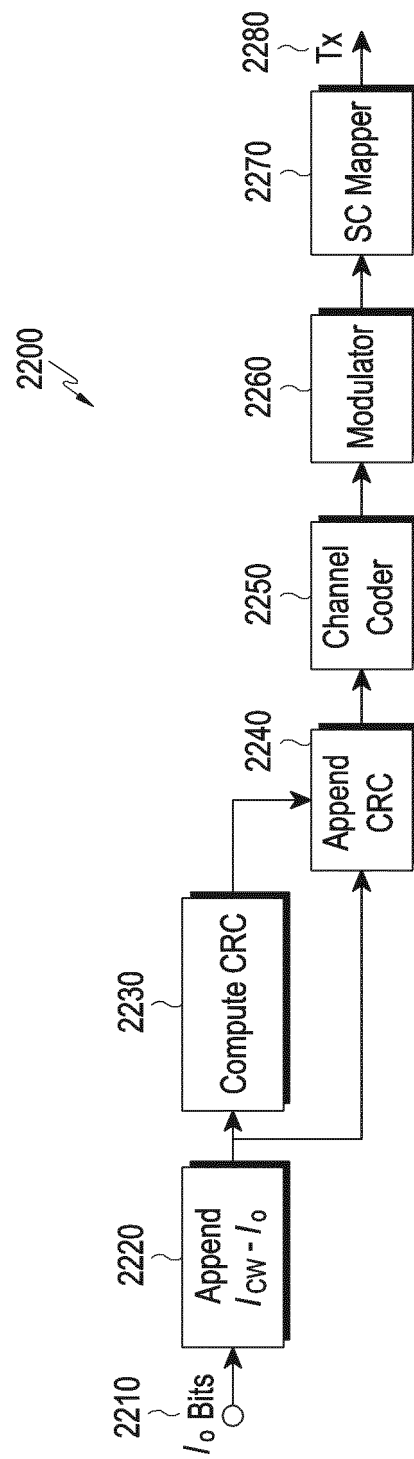 2200
2210
I₀ Bits
2220
Append
I_CW - I₀
2230
Compute CRC
2240
Append
CRC
2250
Channel
Coder
2260
Modulator
2270
SC Mapper
2280
Tx